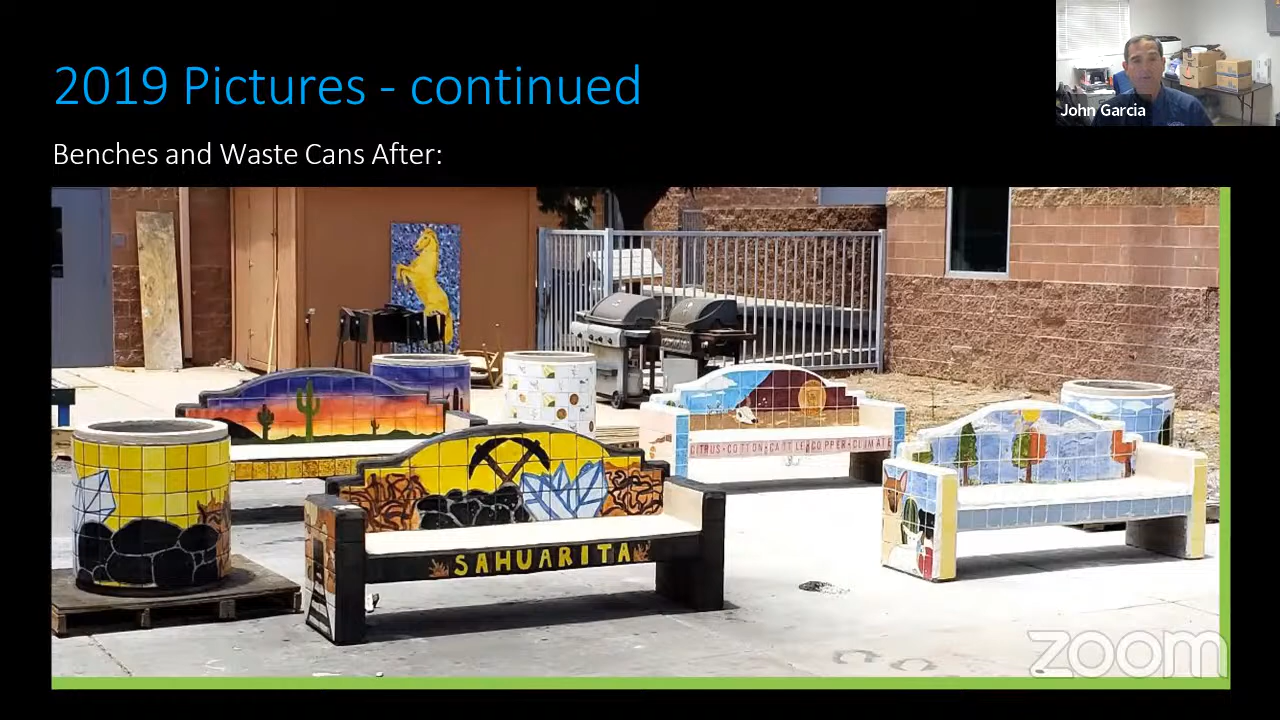 2019 Pictures - continued
John Garcia
Benches and Waste Cans After:
CITRUS-COTTON-CATTLE-COPPER-CLIMATE
SAHUARITA
zoom